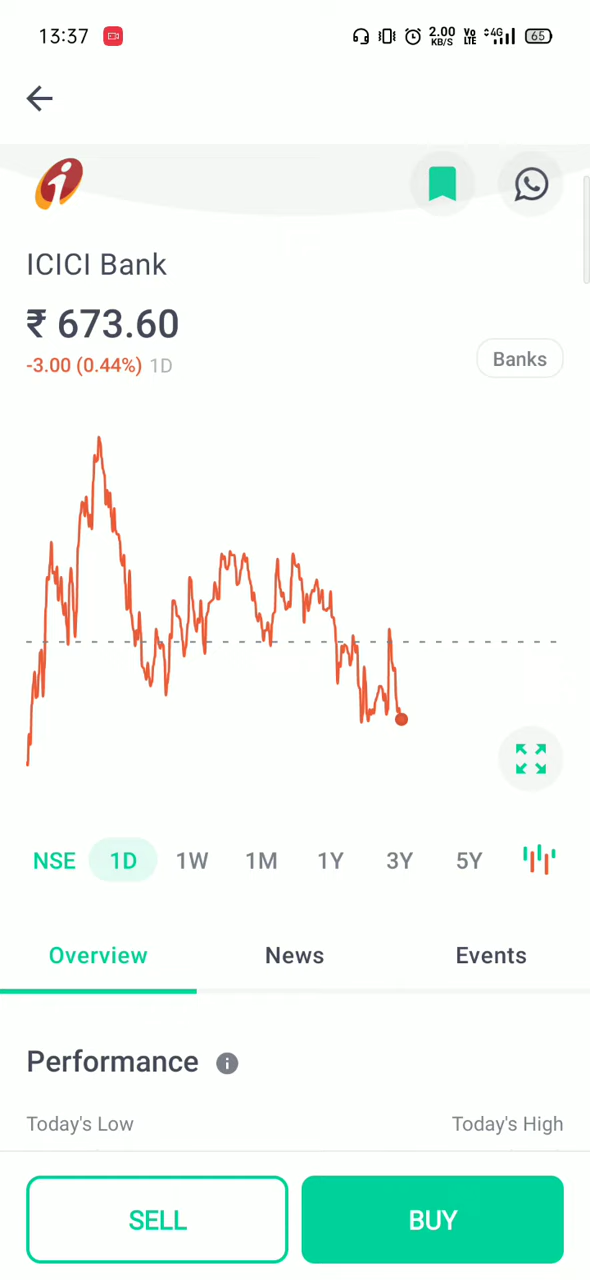 13:37
2.00 KB/S Vo LTE 4G 65
i
ICICI Bank
₹ 673.60
-3.00 (0.44%) 1D
Banks
NSE 1D 1W 1M 1Y 3Y 5Y
Overview News Events
Performance i
Today's Low Today's High
SELL BUY